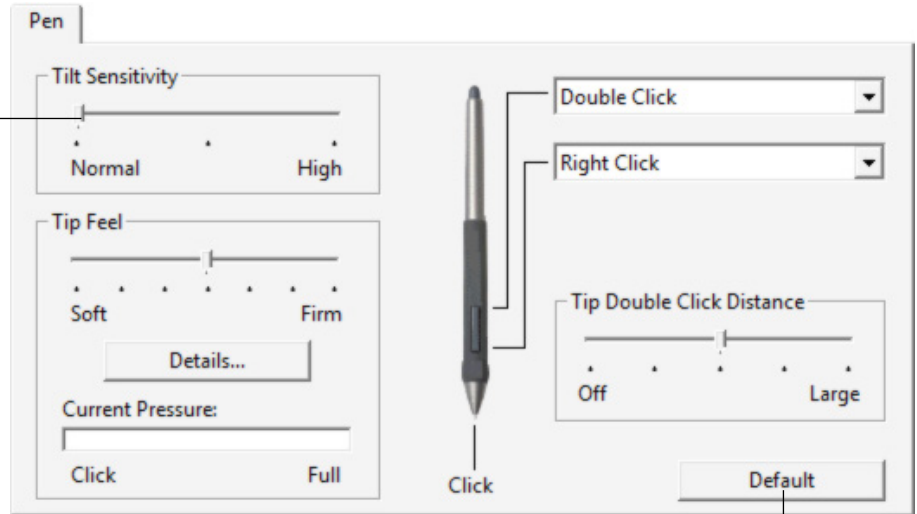 Pen
Tilt Sensitivity
Normal High
Tip Feel
Soft Firm
Details...
Current Pressure:
Click Full
Click
Double Click
Right Click
Tip Double Click Distance
Off Large
Default